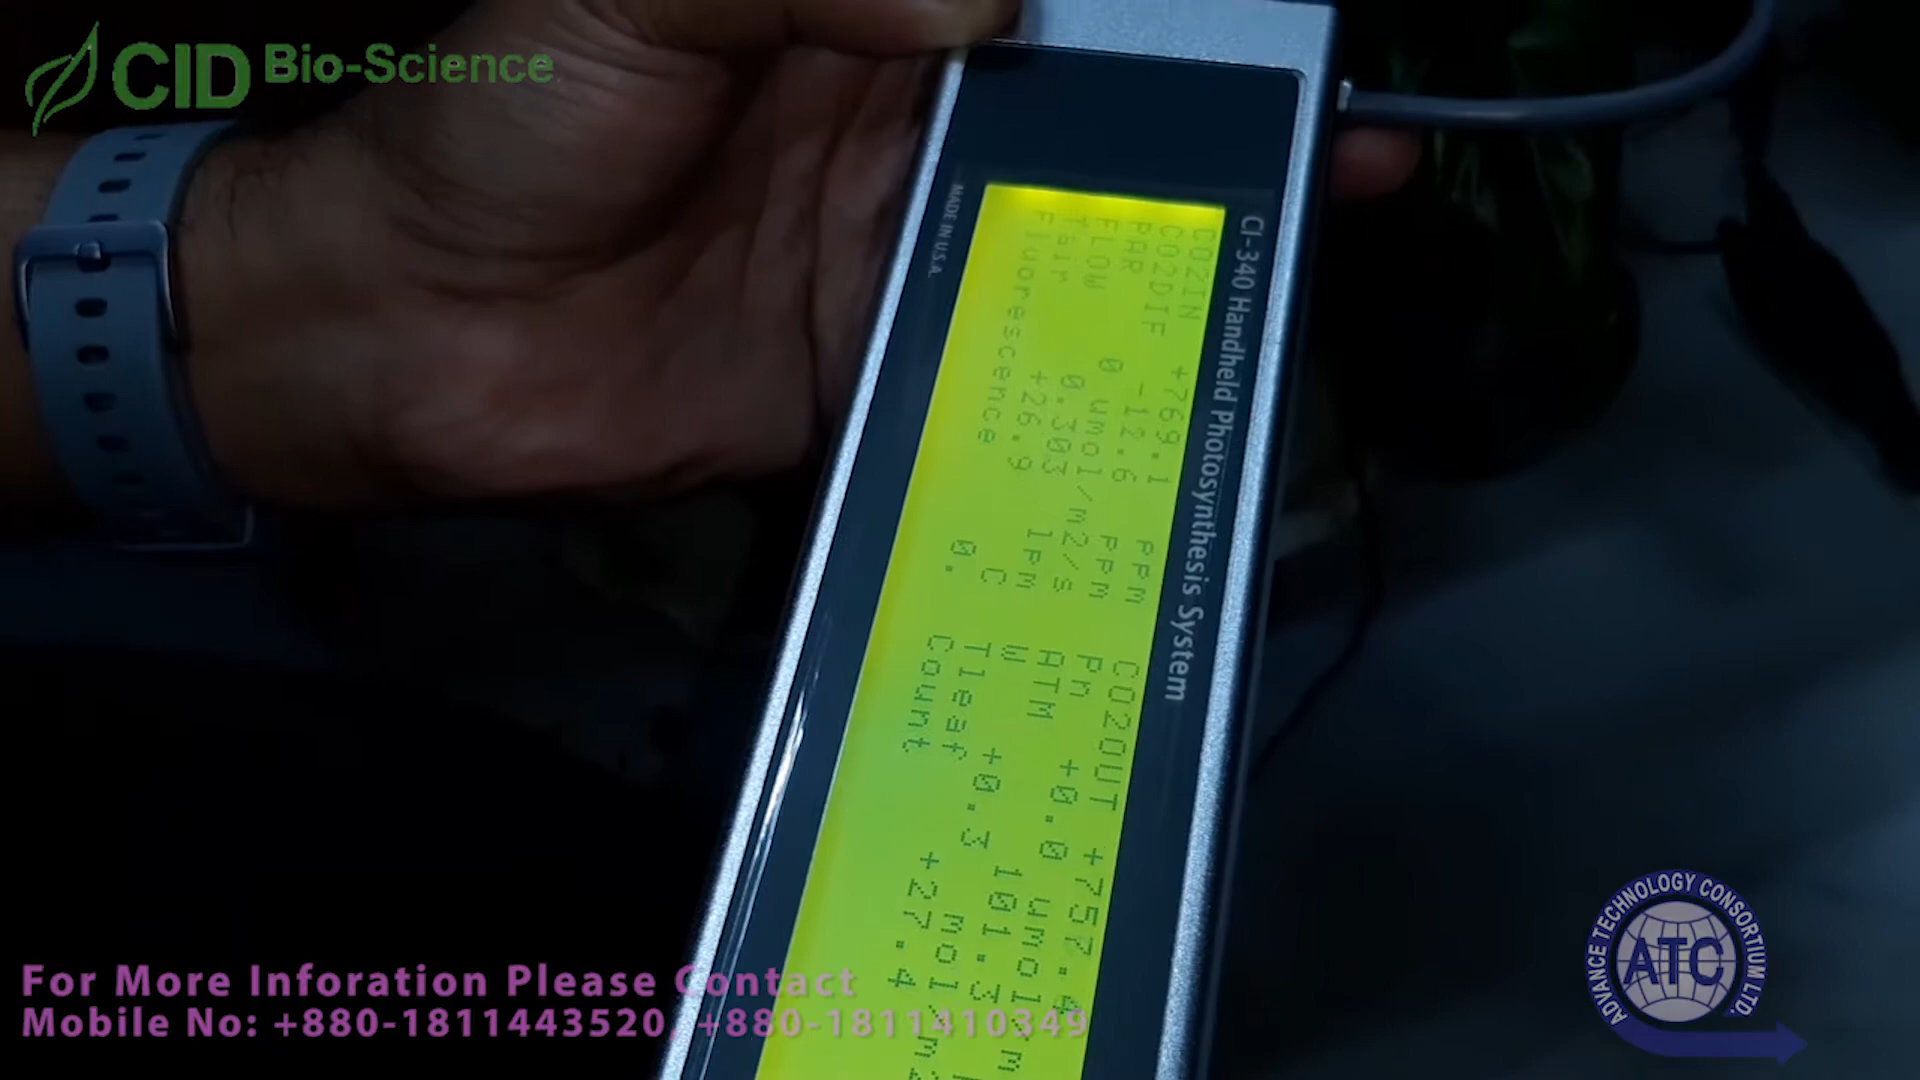 CID Bio-Science
CI-340 Handheld Photosynthesis System
MADE IN U.S.A.
CO2IN +769.1 ppm CO2OUT +757.4
CO2DIF -12.6 ppm Pn +0.0 umol/m
PAR 0 umol/m2/s ATM 101.3
FLOW 0.303 lpm W +0.3 mol/m2
Tair +26.9 C Tleaf +27.4
Fluorescence 0. Count
For More Inforation Please Contact
Mobile No: +880-1811443520, +880-1811410349
ADVANCE TECHNOLOGY CONSORTIUM LTD.
ATC